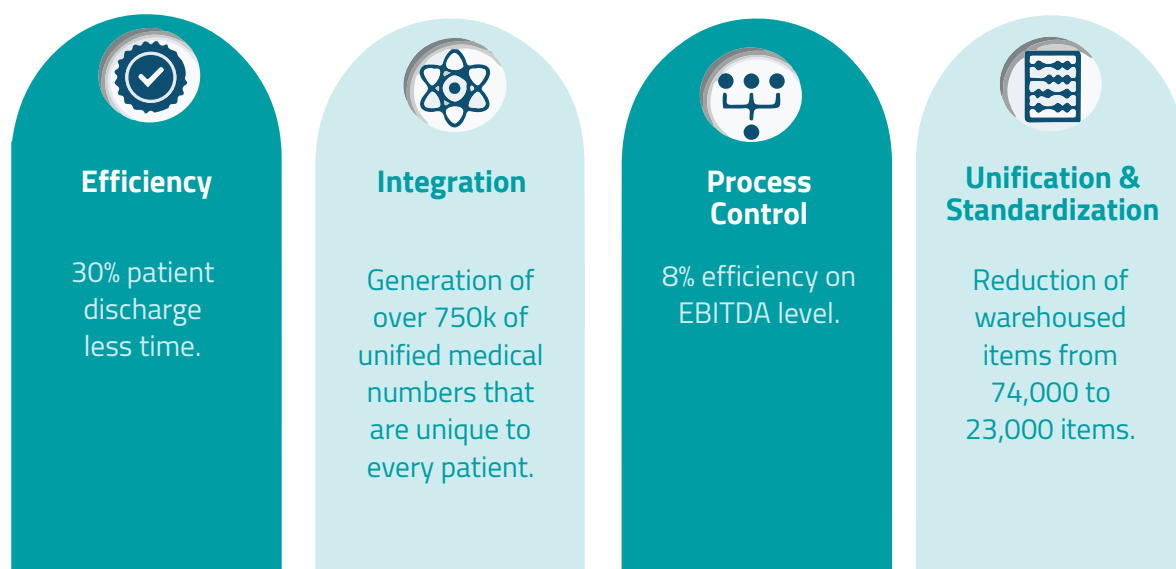 Efficiency
30% patient
discharge
less time.
Integration
Generation of
over 750k of
unified medical
numbers that
are unique to
every patient.
Process
Control
8% efficiency on
EBITDA level.
Unification &
Standardization
Reduction of
warehoused
items from
74,000 to
23,000 items.